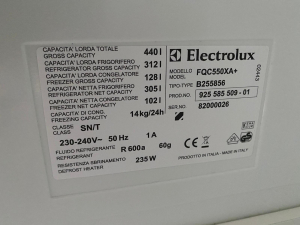 CAPACITA' LORDA TOTALE
GROSS CAPACITY 440 l
CAPACITA' LORDA FRIGORIFERO
REFRIGERATOR GROSS CAPACITY 312 l
CAPACITA' LORDA CONGELATORE
FREEZER GROSS CAPACITY 128 l
CAPACITA' NETTA FRIGORIFERO
REFRIGERATOR NET CAPACITY 305 l
CAPACITA' NETTA CONGELATORE
FREEZER NET CAPACITY 102 l
CAPACITA' DI CONG.
FREEZING CAPACITY 14kg/24h
CLASSE
CLASS SN/T
230-240V~ 50 Hz 1 A
FLUIDO REFRIGERANTE
REFRIGERANT R 600a 60g
RESISTENZA SBRINAMENTO
DEFROST HEATER 235 W
Electrolux
MODELLO
MODEL FQC550XA+
TIPO
TYPE B255856
PROD.NO. 925 585 509 - 01
SER.NO. 82000026
MADE IN ITALY
02443